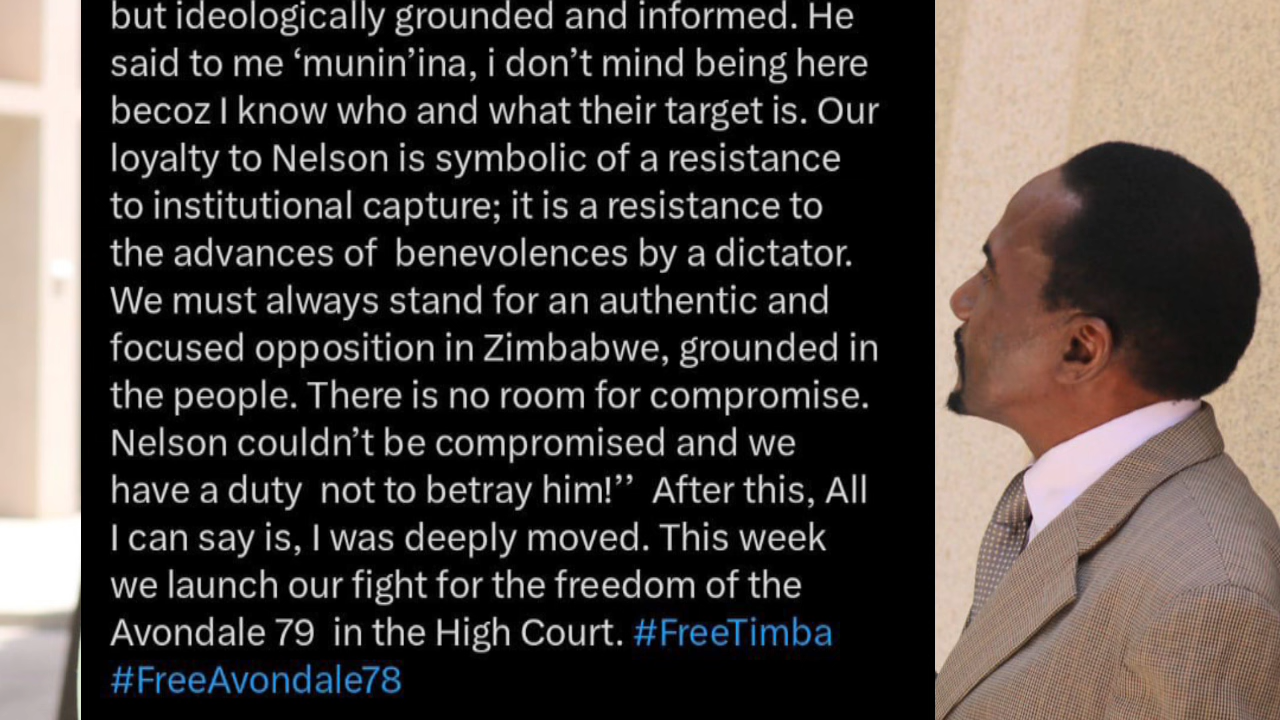 but ideologically grounded and informed. He
said to me ‘munin’ina, i don’t mind being here
becoz I know who and what their target is. Our
loyalty to Nelson is symbolic of a resistance
to institutional capture; it is a resistance to
the advances of  benevolences by a dictator.
We must always stand for an authentic and
focused opposition in Zimbabwe, grounded in
the people. There is no room for compromise.
Nelson couldn’t be compromised and we
have a duty  not to betray him!’’  After this, All
I can say is, I was deeply moved. This week
we launch our fight for the freedom of the
Avondale 79  in the High Court. #FreeTimba
#FreeAvondale78